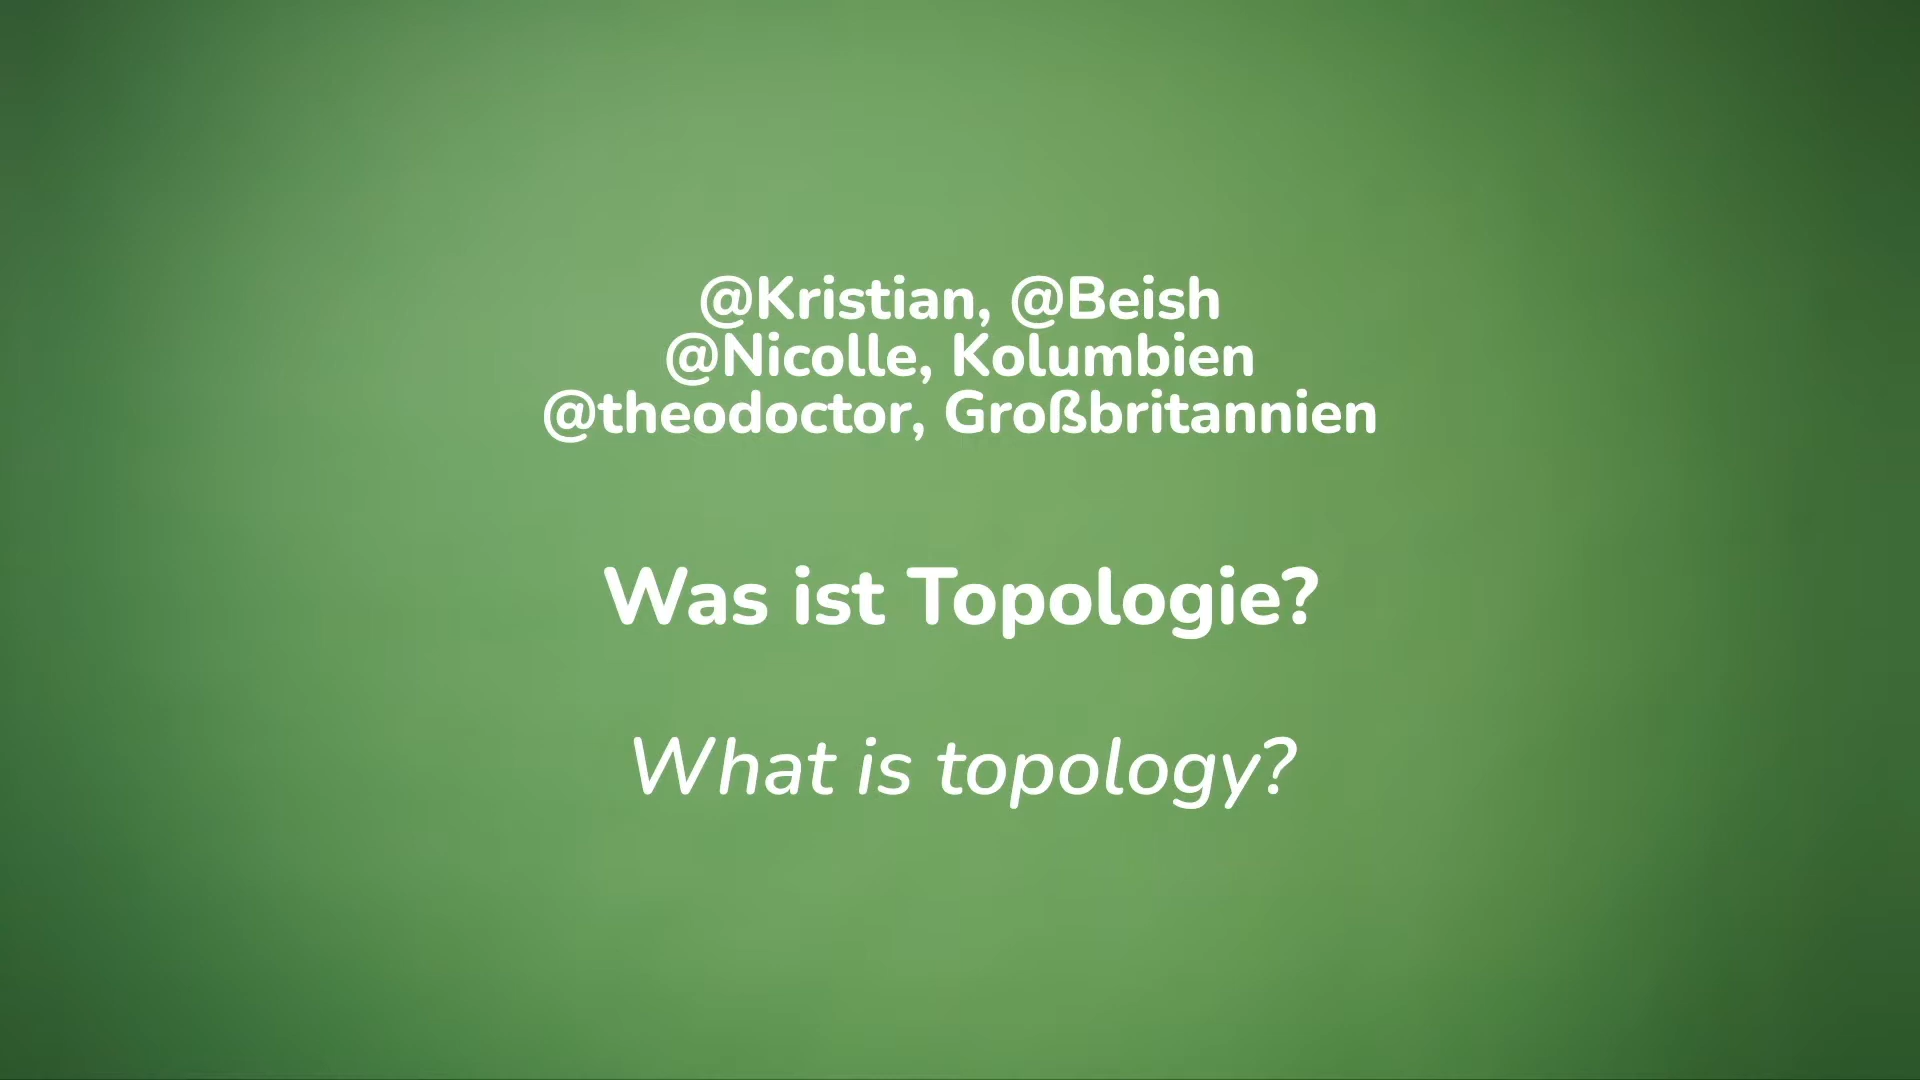 @Kristian, @Beish
@Nicolle, Kolumbien
@theodoctor, Großbritannien
Was ist Topologie?
What is topology?